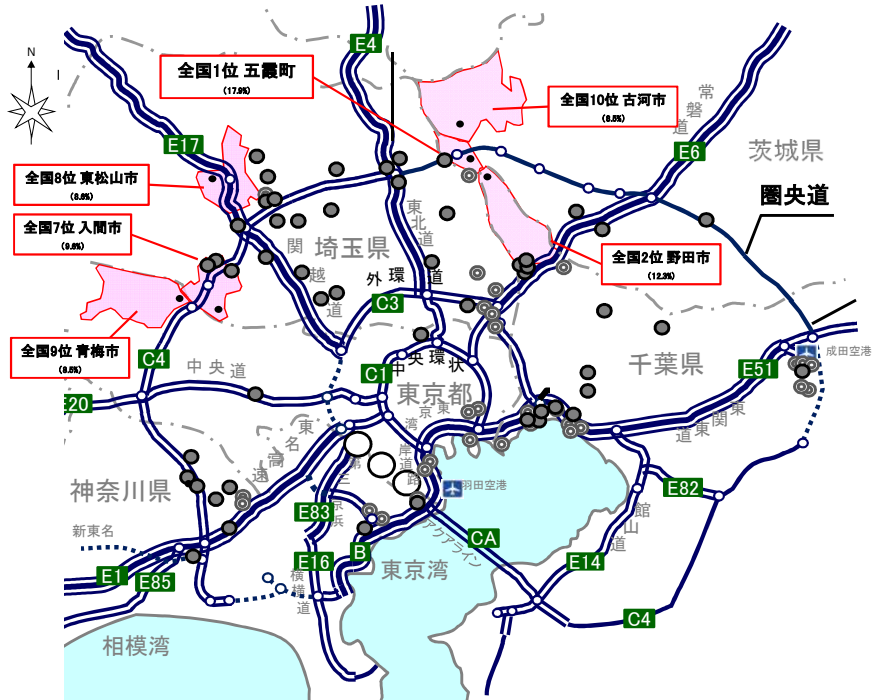 N
E4
全国1位 五霞町
(17.9%)
全国10位 古河市
(8.5%)
常磐道
E17
E6
茨城県
全国8位 東松山市
(8.6%)
圏央道
全国7位 入間市
(9.6%)
東北道
関越道
埼玉県
全国2位 野田市
(12.3%)
外環道
C3
全国9位 青梅市
(8.5%)
C4
中央道
中央環状
C1
千葉県
成田空港
E51
東京都
E20
東関東道
東名高速
東京湾岸道路
第三京浜
神奈川県
羽田空港
E82
館山道
E83
新東名
CA
アクアライン
B
E16
E14
E1
E85
横横道
東京湾
C4
相模湾